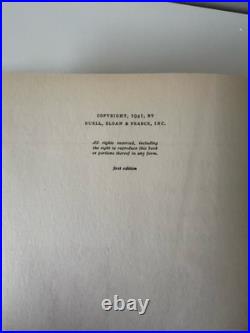 COPYRIGHT, 1941, BY
DUELL, SLOAN & PEARCE, INC.
All rights reserved, including
the right to reproduce this book
or portions thereof in any form.
first edition